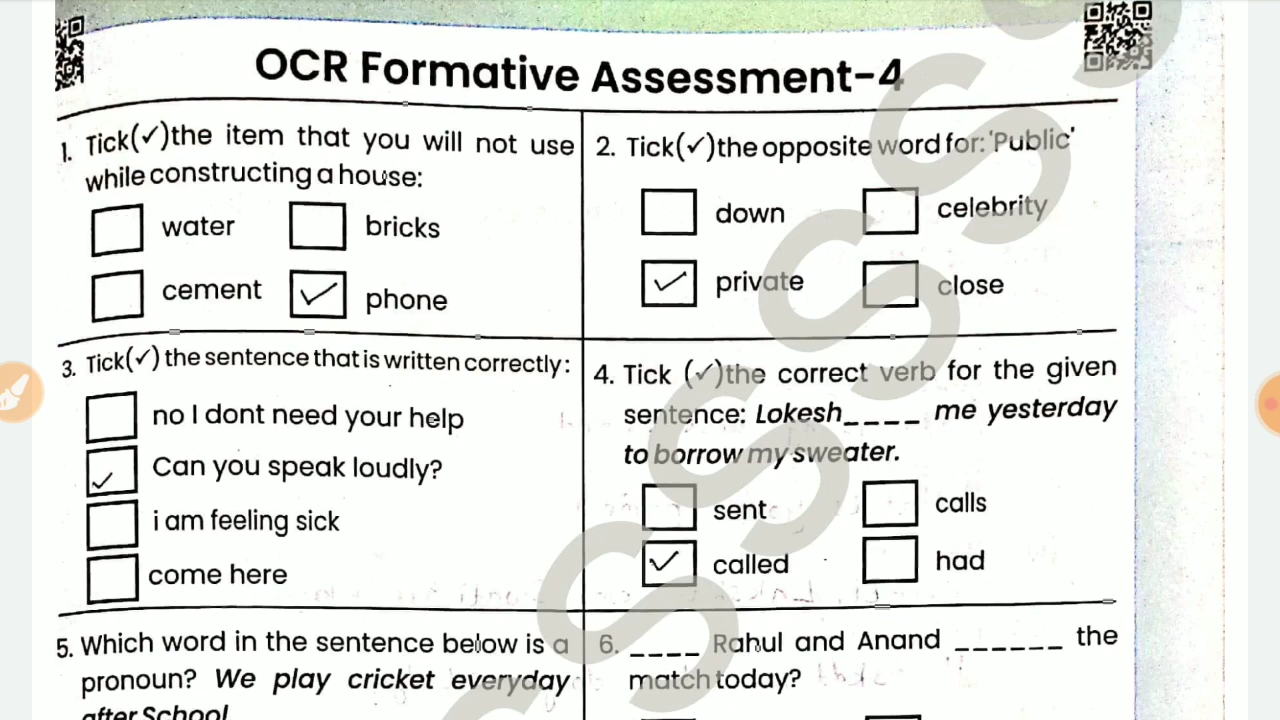 OCR Formative Assessment-4
1. Tick(✓)the item that you will not use
while constructing a house:
water
bricks
cement
✓ phone
2. Tick(✓)the opposite word for: 'Public'
down
celebrity
✓ private
close
3. Tick(✓) the sentence that is written correctly:
no I dont need your help
✓ Can you speak loudly?
i am feeling sick
come here
4. Tick (✓)the correct verb for the given
sentence: Lokesh____ me yesterday
to borrow my sweater.
sent
calls
✓ called
had
5. Which word in the sentence below is a
pronoun? We play cricket everyday
after School
6. ____ Rahul and Anand ______ the
match today?